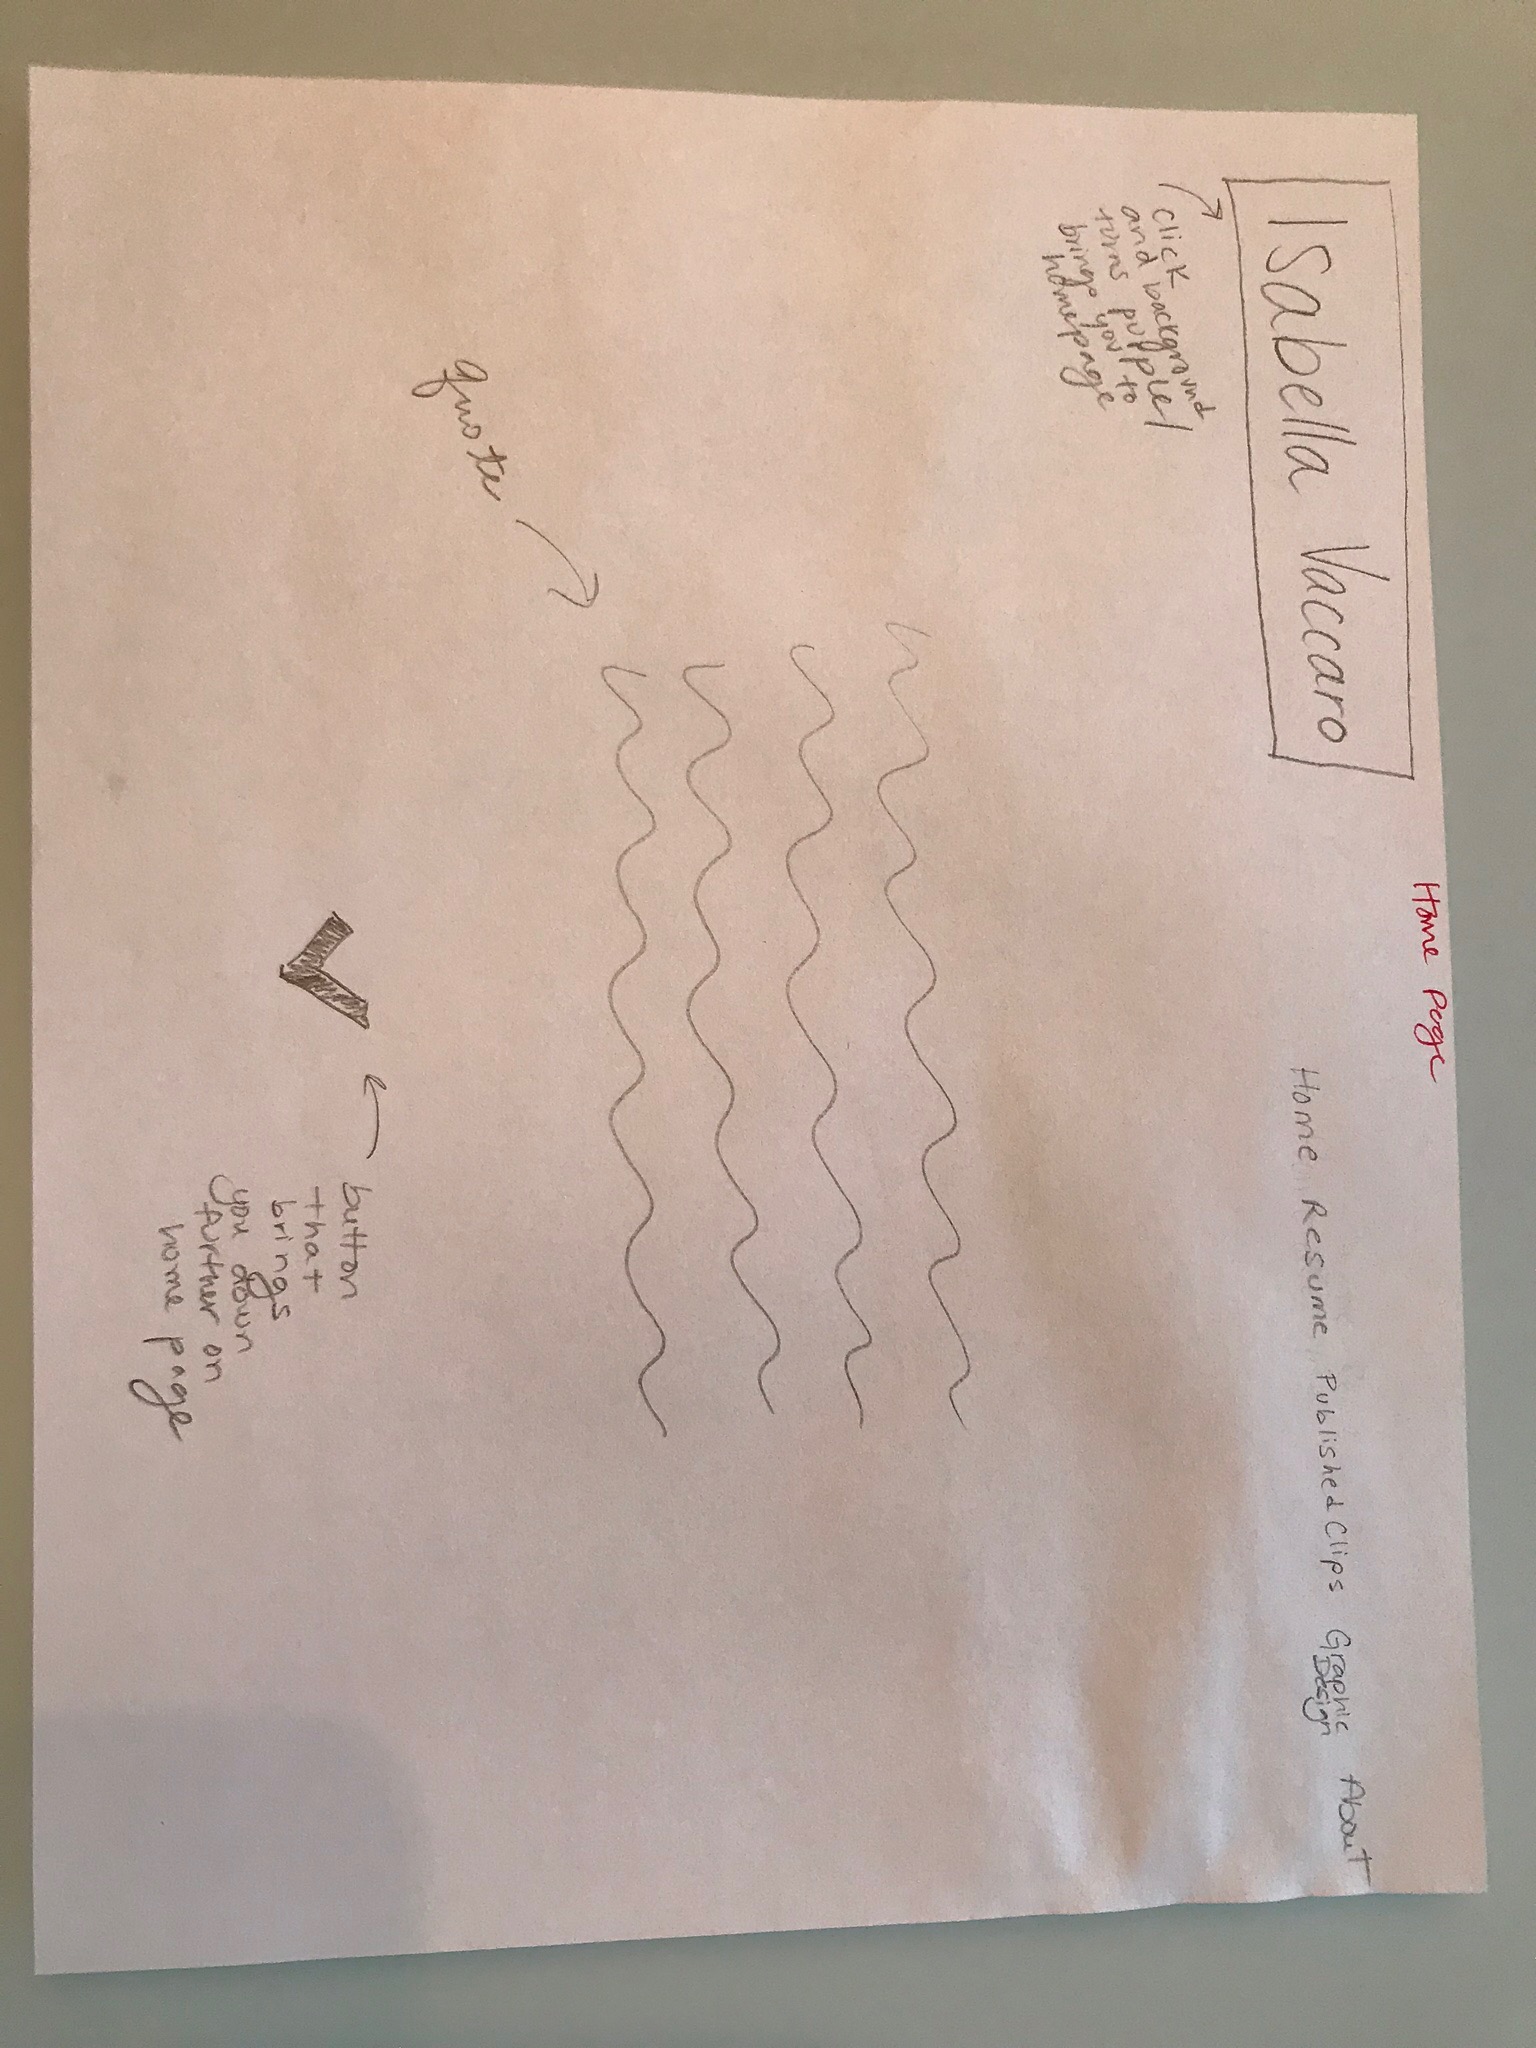 Home Page
Isabella Vaccaro
Home Resume Published Clips Graphic About
Design
click
and background
turns purple/
brings you to
homepage
quote
button
that
brings
you down
further on
home page